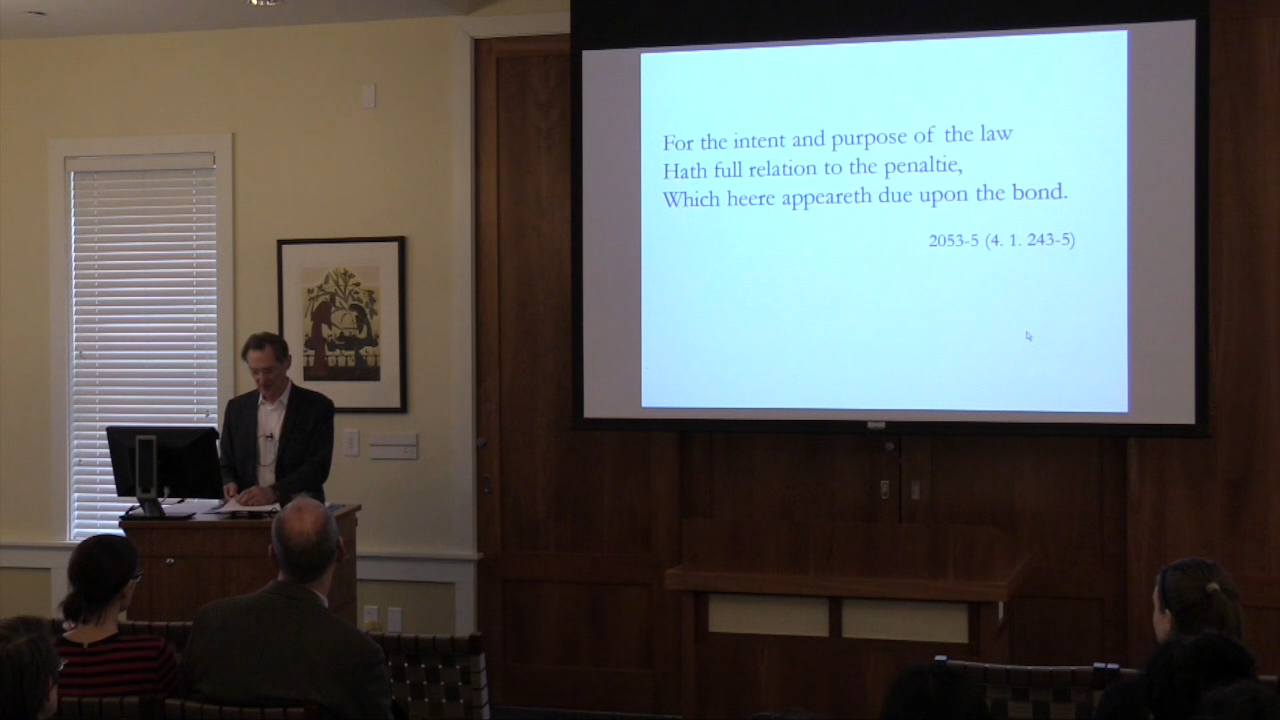 For the intent and purpose of the law
Hath full relation to the penaltie,
Which heere appeareth due upon the bond.
2053-5 (4. 1. 243-5)